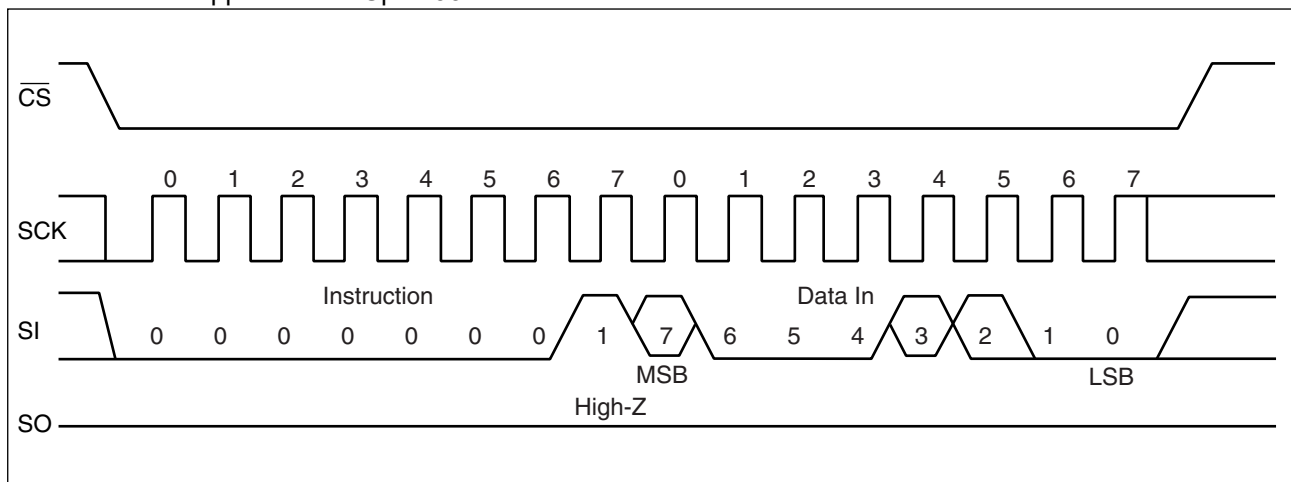 CS
0 1 2 3 4 5 6 7 0 1 2 3 4 5 6 7
SCK
Instruction Data In
SI 0 0 0 0 0 0 0 1 7 6 5 4 3 2 1 0
MSB LSB
High-Z
SO